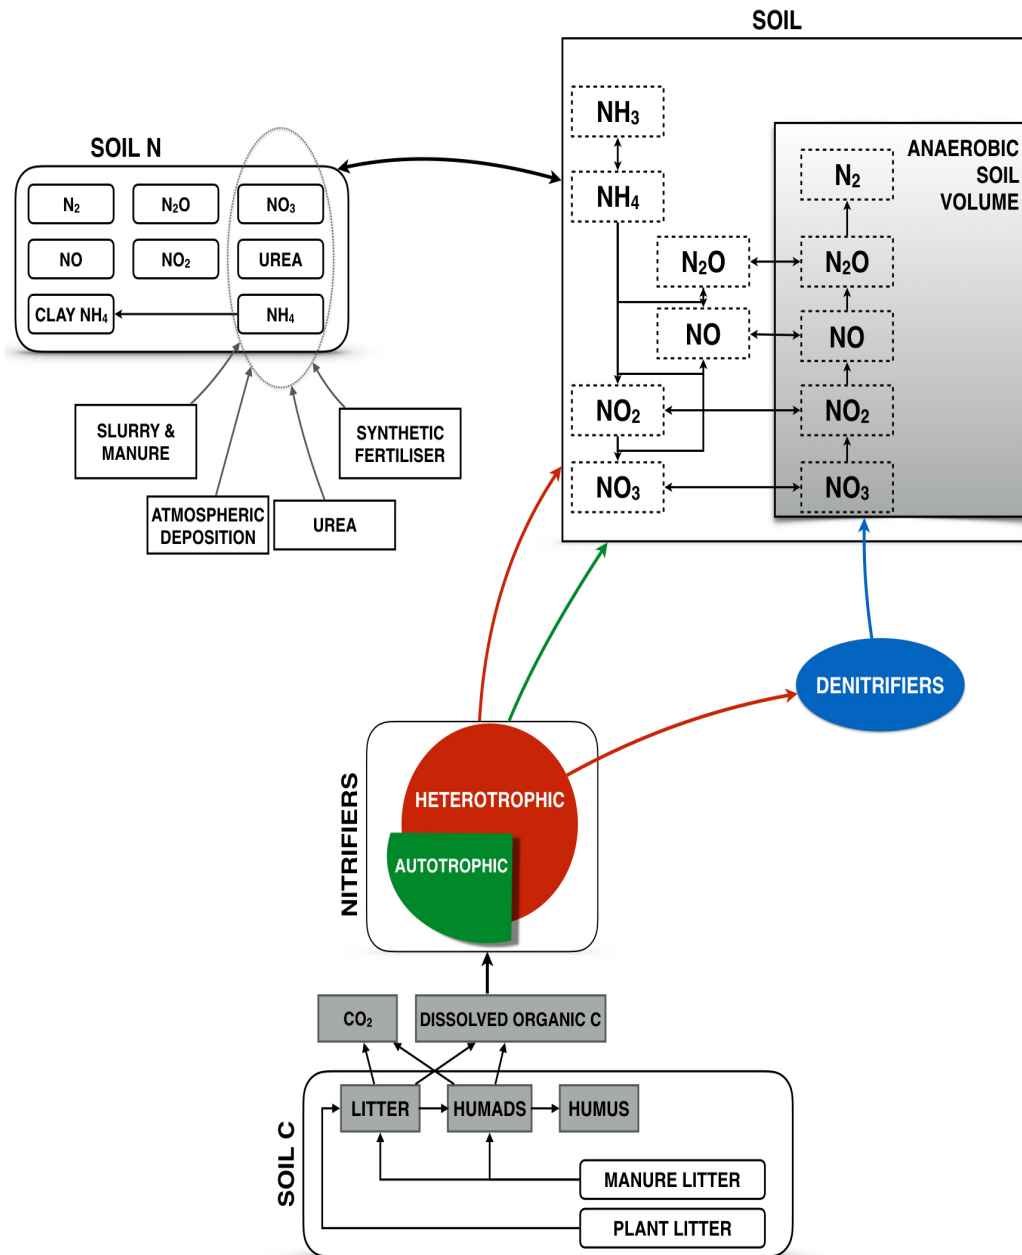 SOIL
NH₃
NH₄
N₂O
NO
NO₂
NO₃
ANAEROBIC
SOIL
VOLUME
N₂
N₂O
NO
NO₂
NO₃
SOIL N
N₂
N₂O
NO₃
NO
NO₂
UREA
CLAY NH₄
NH₄
SLURRY &
MANURE
SYNTHETIC
FERTILISER
ATMOSPHERIC
DEPOSITION
UREA
DENITRIFIERS
NITRIFIERS
HETEROTROPHIC
AUTOTROPHIC
CO₂
DISSOLVED ORGANIC C
SOIL C
LITTER
HUMADS
HUMUS
MANURE LITTER
PLANT LITTER